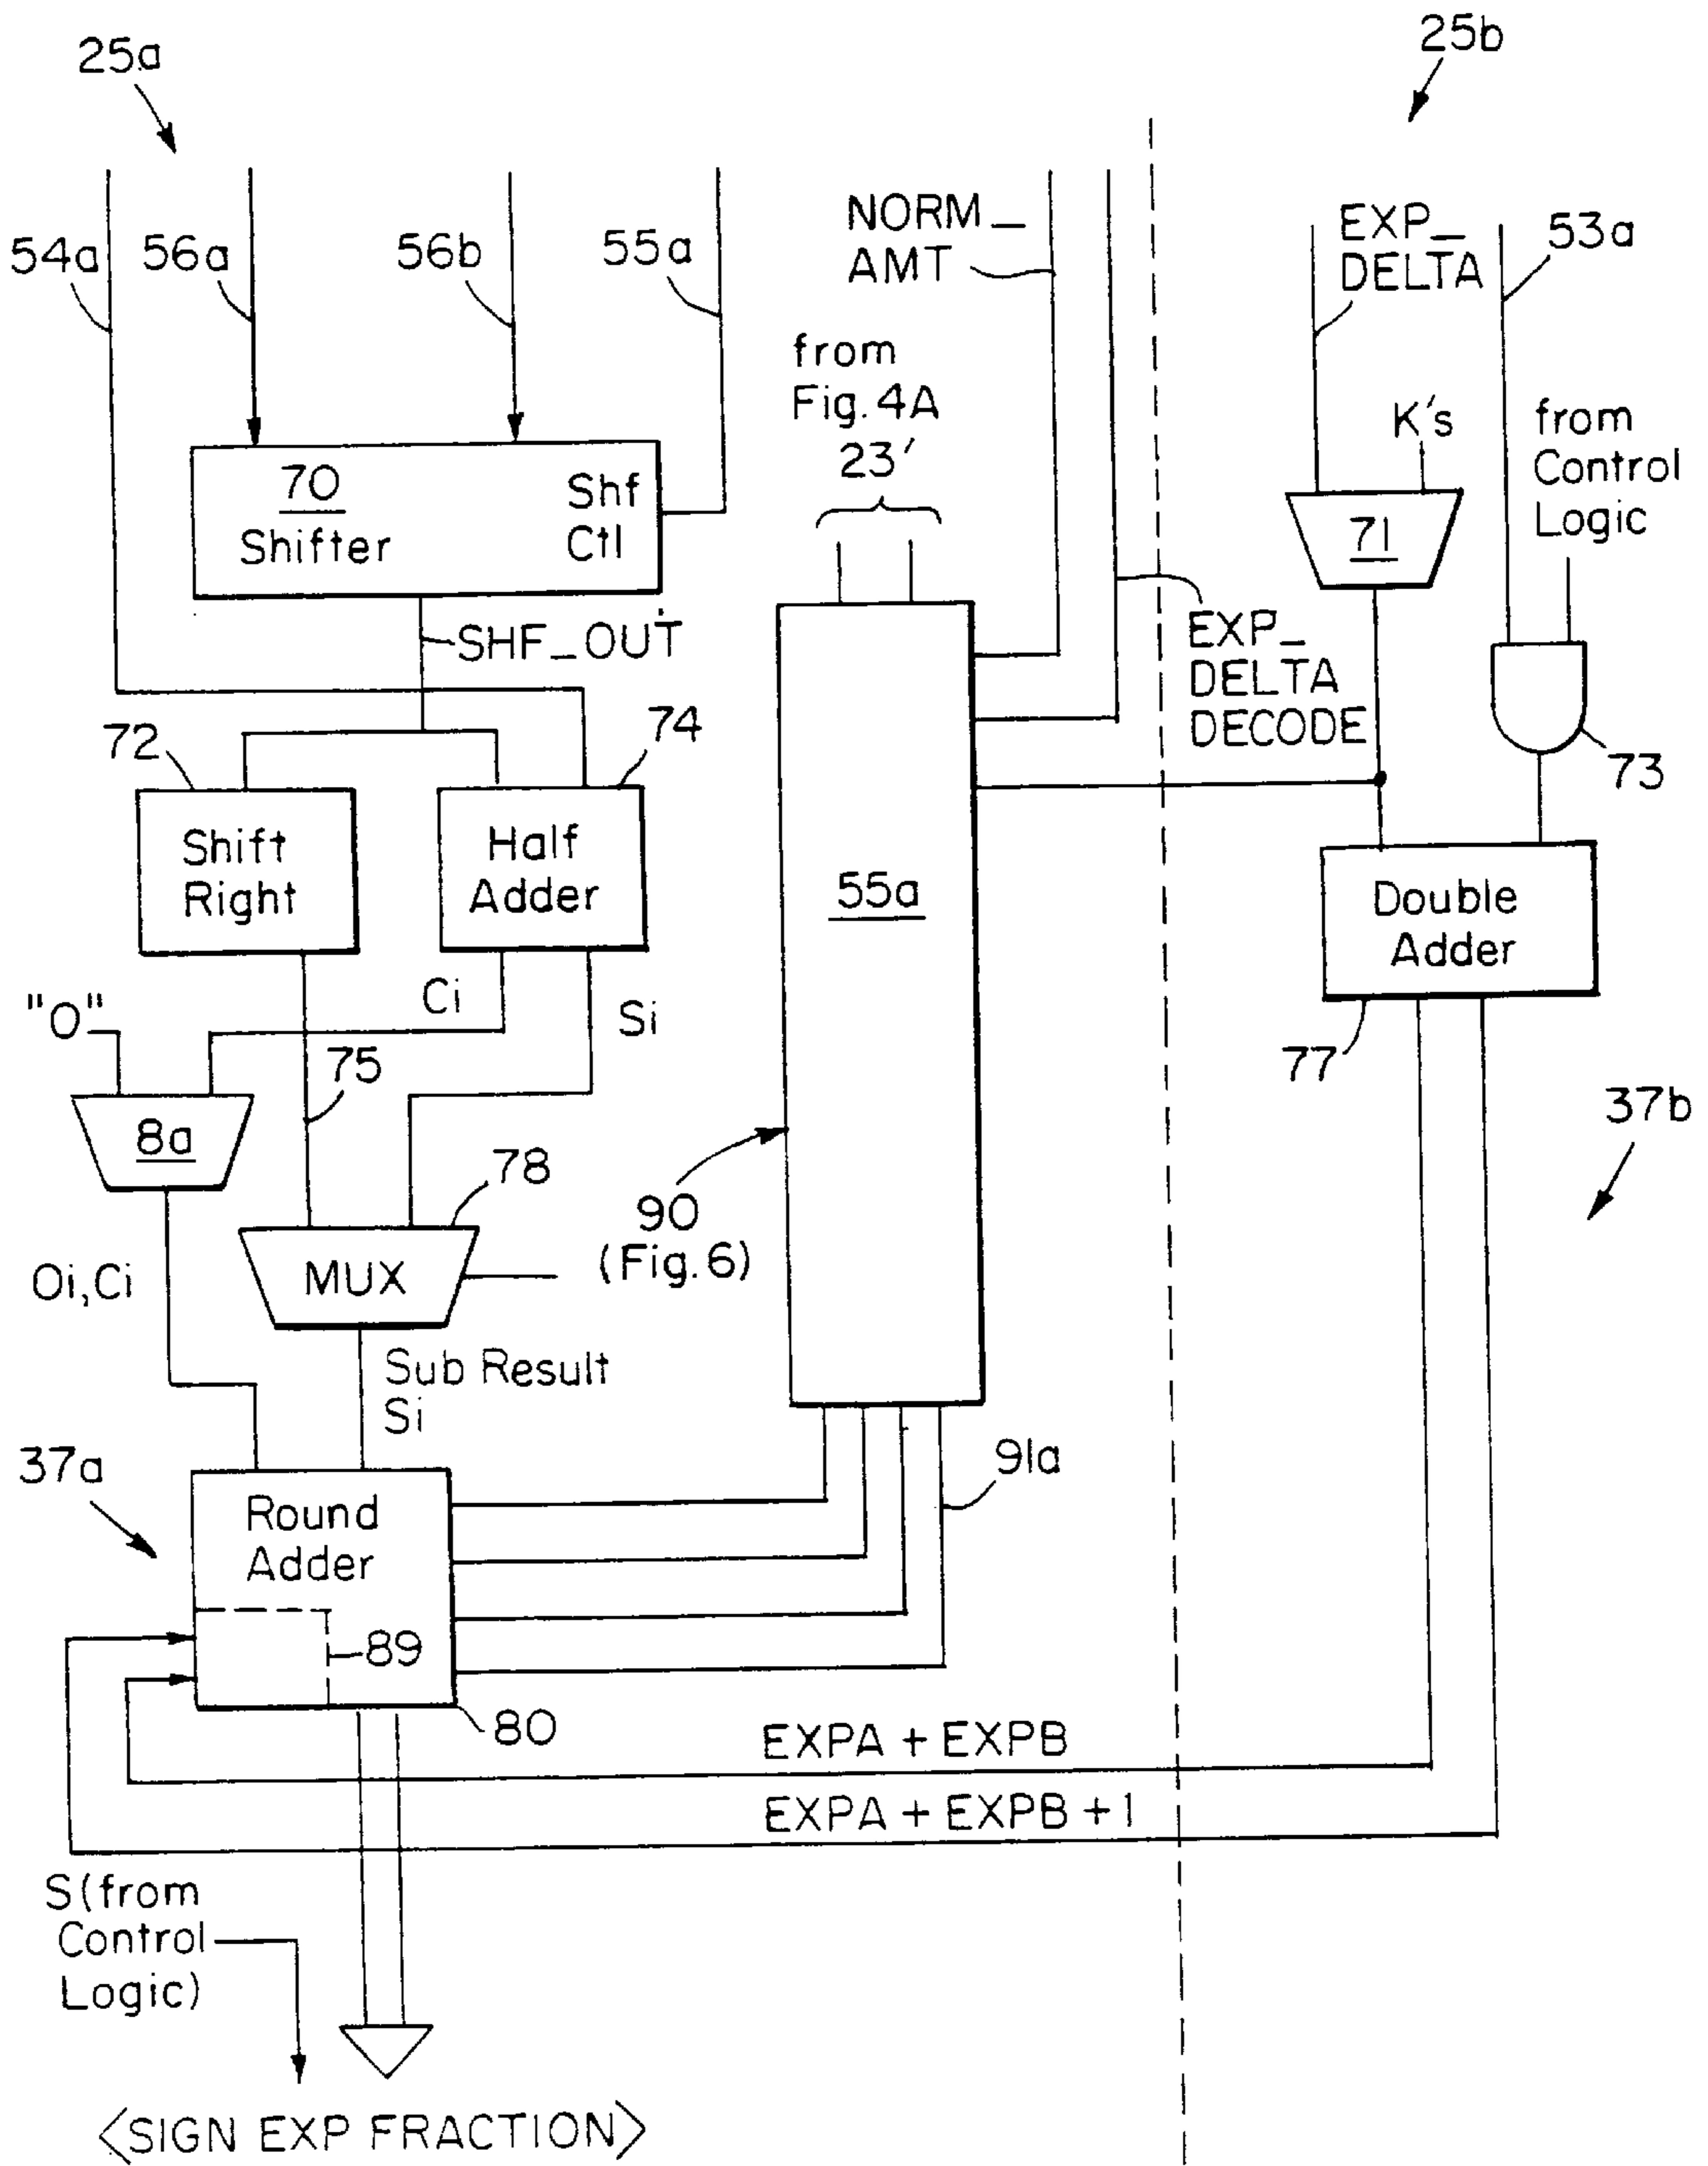 25a
25b
54a
56a
56b
55a
NORM_
AMT
EXP_
DELTA
53a
from
Fig. 4A
23'
K's
from
Control
Logic
70
Shifter
Shf
Ctl
71
SHF_OUT
EXP_
DELTA
DECODE
72
74
73
Shift
Right
Half
Adder
55a
Double
Adder
"0"
Ci
Si
75
77
8a
78
37b
90
(Fig. 6)
MUX
Oi,Ci
Sub Result
Si
37a
91a
Round
Adder
89
80
EXPA + EXPB
EXPA + EXPB +1
S(from
Control
Logic)
<SIGN EXP FRACTION>